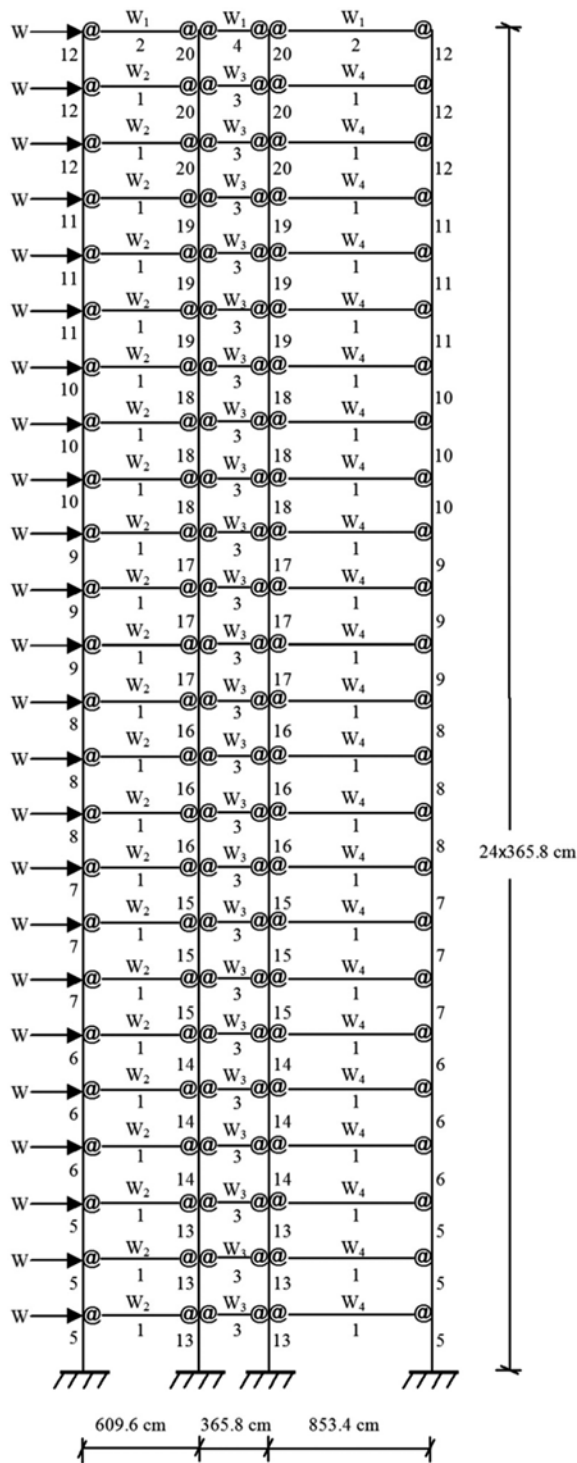 W @ W₁ @ @ W₁ @ @ W₁ @
12 2 20 4 20 2 12
W @ W₂ @ @ W₃ @ @ W₄ @
12 1 20 3 20 1 12
W @ W₂ @ @ W₃ @ @ W₄ @
12 1 20 3 20 1 12
W @ W₂ @ @ W₃ @ @ W₄ @
11 1 19 3 19 1 11
W @ W₂ @ @ W₃ @ @ W₄ @
11 1 19 3 19 1 11
W @ W₂ @ @ W₃ @ @ W₄ @
11 1 19 3 19 1 11
W @ W₂ @ @ W₃ @ @ W₄ @
10 1 18 3 18 1 10
W @ W₂ @ @ W₃ @ @ W₄ @
10 1 18 3 18 1 10
W @ W₂ @ @ W₃ @ @ W₄ @
10 1 18 3 18 1 10
W @ W₂ @ @ W₃ @ @ W₄ @
9 1 17 3 17 1 9
W @ W₂ @ @ W₃ @ @ W₄ @
9 1 17 3 17 1 9
W @ W₂ @ @ W₃ @ @ W₄ @
9 1 17 3 17 1 9
W @ W₂ @ @ W₃ @ @ W₄ @
8 1 16 3 16 1 8
W @ W₂ @ @ W₃ @ @ W₄ @
8 1 16 3 16 1 8
W @ W₂ @ @ W₃ @ @ W₄ @
8 1 16 3 16 1 8
24x365.8 cm
W @ W₂ @ @ W₃ @ @ W₄ @
7 1 15 3 15 1 7
W @ W₂ @ @ W₃ @ @ W₄ @
7 1 15 3 15 1 7
W @ W₂ @ @ W₃ @ @ W₄ @
7 1 15 3 15 1 7
W @ W₂ @ @ W₃ @ @ W₄ @
6 1 14 3 14 1 6
W @ W₂ @ @ W₃ @ @ W₄ @
6 1 14 3 14 1 6
W @ W₂ @ @ W₃ @ @ W₄ @
6 1 14 3 14 1 6
W @ W₂ @ @ W₃ @ @ W₄ @
5 1 13 3 13 1 5
W @ W₂ @ @ W₃ @ @ W₄ @
5 1 13 3 13 1 5
W @ W₂ @ @ W₃ @ @ W₄ @
5 1 13 3 13 1 5
609.6 cm 365.8 cm 853.4 cm